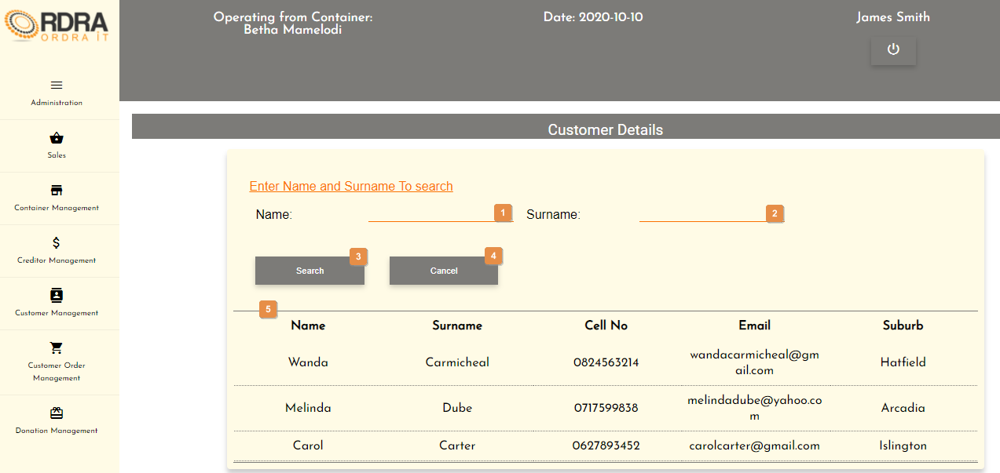 RDRA
ORDRA IT
Operating from Container:
Betha Mamelodi
Date: 2020-10-10
James Smith
Administration
Sales
Container Management
Creditor Management
Customer Management
Customer Order
Management
Donation Management
Customer Details
Enter Name and Surname To search
Name: 1 Surname: 2
Search 3 Cancel 4
5
Name Surname Cell No Email Suburb
Wanda Carmicheal 0824563214 wandacarmicheal@gm
ail.com Hatfield
Melinda Dube 0717599838 melindadube@yahoo.co
m Arcadia
Carol Carter 0627893452 carolcarter@gmail.com Islington